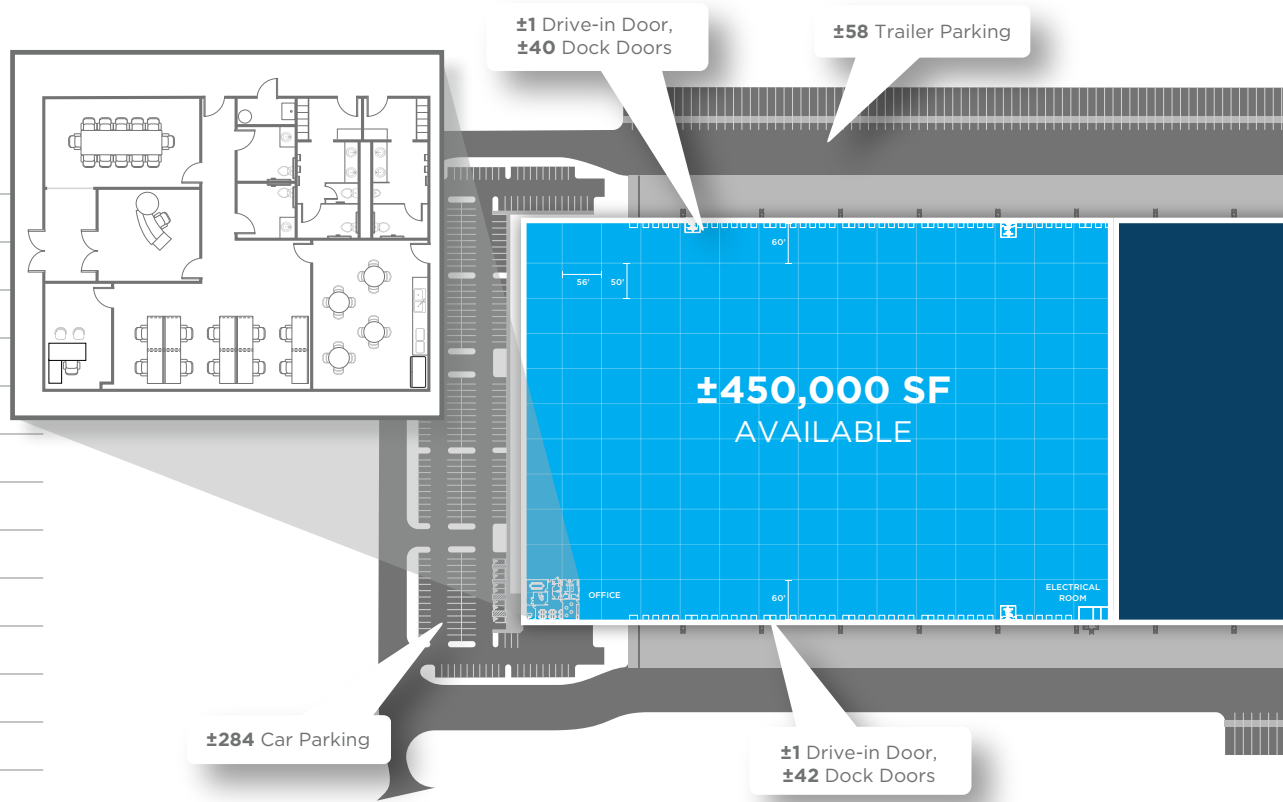 ±1 Drive-in Door,
±40 Dock Doors
±58 Trailer Parking
60'
56'
50'
±450,000 SF
AVAILABLE
OFFICE
60'
ELECTRICAL
ROOM
±284 Car Parking
±1 Drive-in Door,
±42 Dock Doors